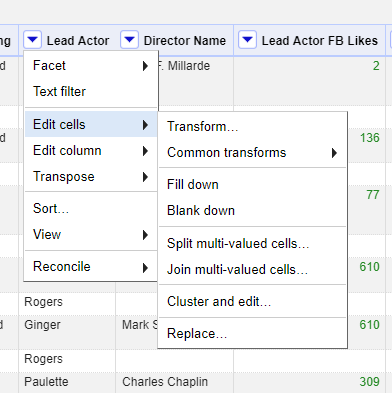 ng Lead Actor Director Name Lead Actor FB Likes
d F. Millarde 2
Facet
Text filter
Edit cells
Edit column
Transpose
Sort…
View
Reconcile
Transform…
Common transforms
Fill down
Blank down
Split multi-valued cells…
Join multi-valued cells…
Cluster and edit…
Replace…
d 136
77
610
Rogers
d Ginger Mark S 610
Rogers
Paulette Charles Chaplin 309